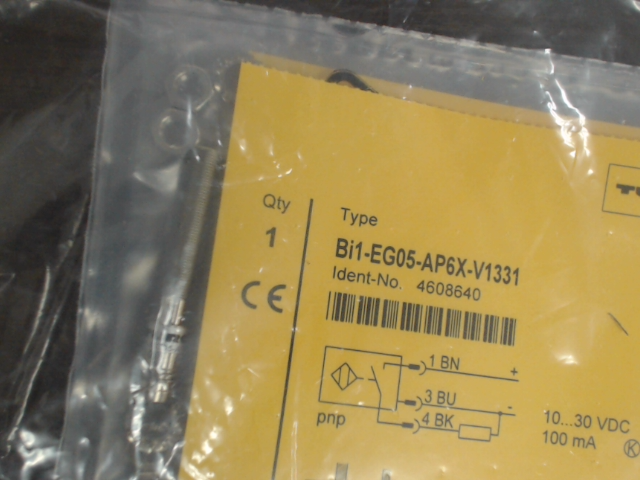 Qty
1
CE
Type
Bi1-EG05-AP6X-V1331
Ident-No. 4608640
1 BN +
3 BU -
4 BK
pnp
10...30 VDC
100 mA
K